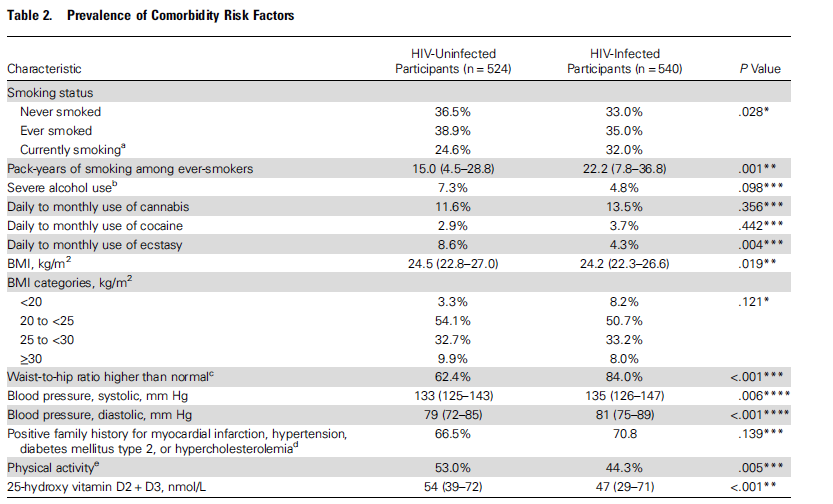 Table 2. Prevalence of Comorbidity Risk Factors
Characteristic HIV-Uninfected Participants (n = 524) HIV-Infected Participants (n = 540) P Value
Smoking status
Never smoked 36.5% 33.0% .028*
Ever smoked 38.9% 35.0%
Currently smokingᵃ 24.6% 32.0%
Pack-years of smoking among ever-smokers 15.0 (4.5–28.8) 22.2 (7.8–36.8) .001**
Severe alcohol useᵇ 7.3% 4.8% .098***
Daily to monthly use of cannabis 11.6% 13.5% .356***
Daily to monthly use of cocaine 2.9% 3.7% .442***
Daily to monthly use of ecstasy 8.6% 4.3% .004***
BMI, kg/m² 24.5 (22.8–27.0) 24.2 (22.3–26.6) .019**
BMI categories, kg/m²
<20 3.3% 8.2% .121*
20 to <25 54.1% 50.7%
25 to <30 32.7% 33.2%
≥30 9.9% 8.0%
Waist-to-hip ratio higher than normalᶜ 62.4% 84.0% <.001***
Blood pressure, systolic, mm Hg 133 (125–143) 135 (126–147) .006****
Blood pressure, diastolic, mm Hg 79 (72–85) 81 (75–89) <.001****
Positive family history for myocardial infarction, hypertension, 66.5% 70.8 .139***
diabetes mellitus type 2, or hypercholesterolemiaᵈ
Physical activityᵉ 53.0% 44.3% .005***
25-hydroxy vitamin D2 + D3, nmol/L 54 (39–72) 47 (29–71) <.001**